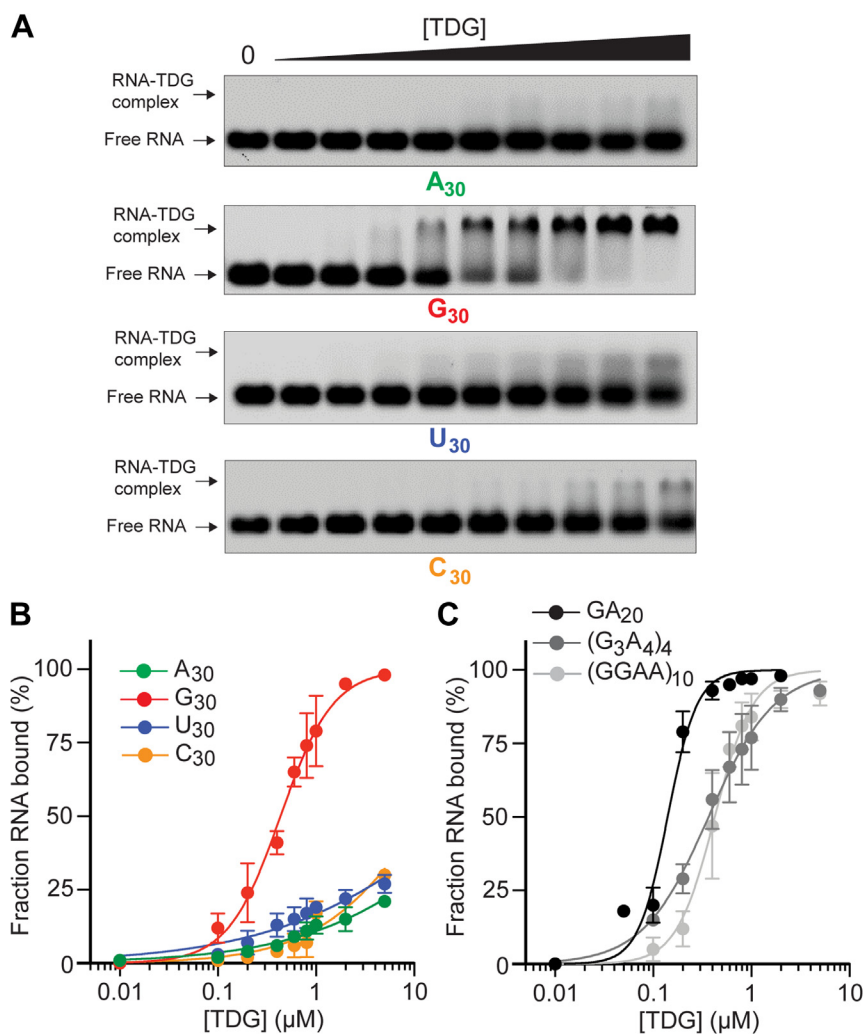 A
[TDG]
0
RNA-TDG
complex
Free RNA
A30
RNA-TDG
complex
Free RNA
G30
RNA-TDG
complex
Free RNA
U30
RNA-TDG
complex
Free RNA
C30
B
A30
G30
U30
C30
Fraction RNA bound (%)
100
75
50
25
0
0.01
0.1
1
10
[TDG] (μM)
C
GA20
(G3A4)4
(GGAA)10
Fraction RNA bound (%)
100
75
50
25
0
0.01
0.1
1
10
[TDG] (μM)